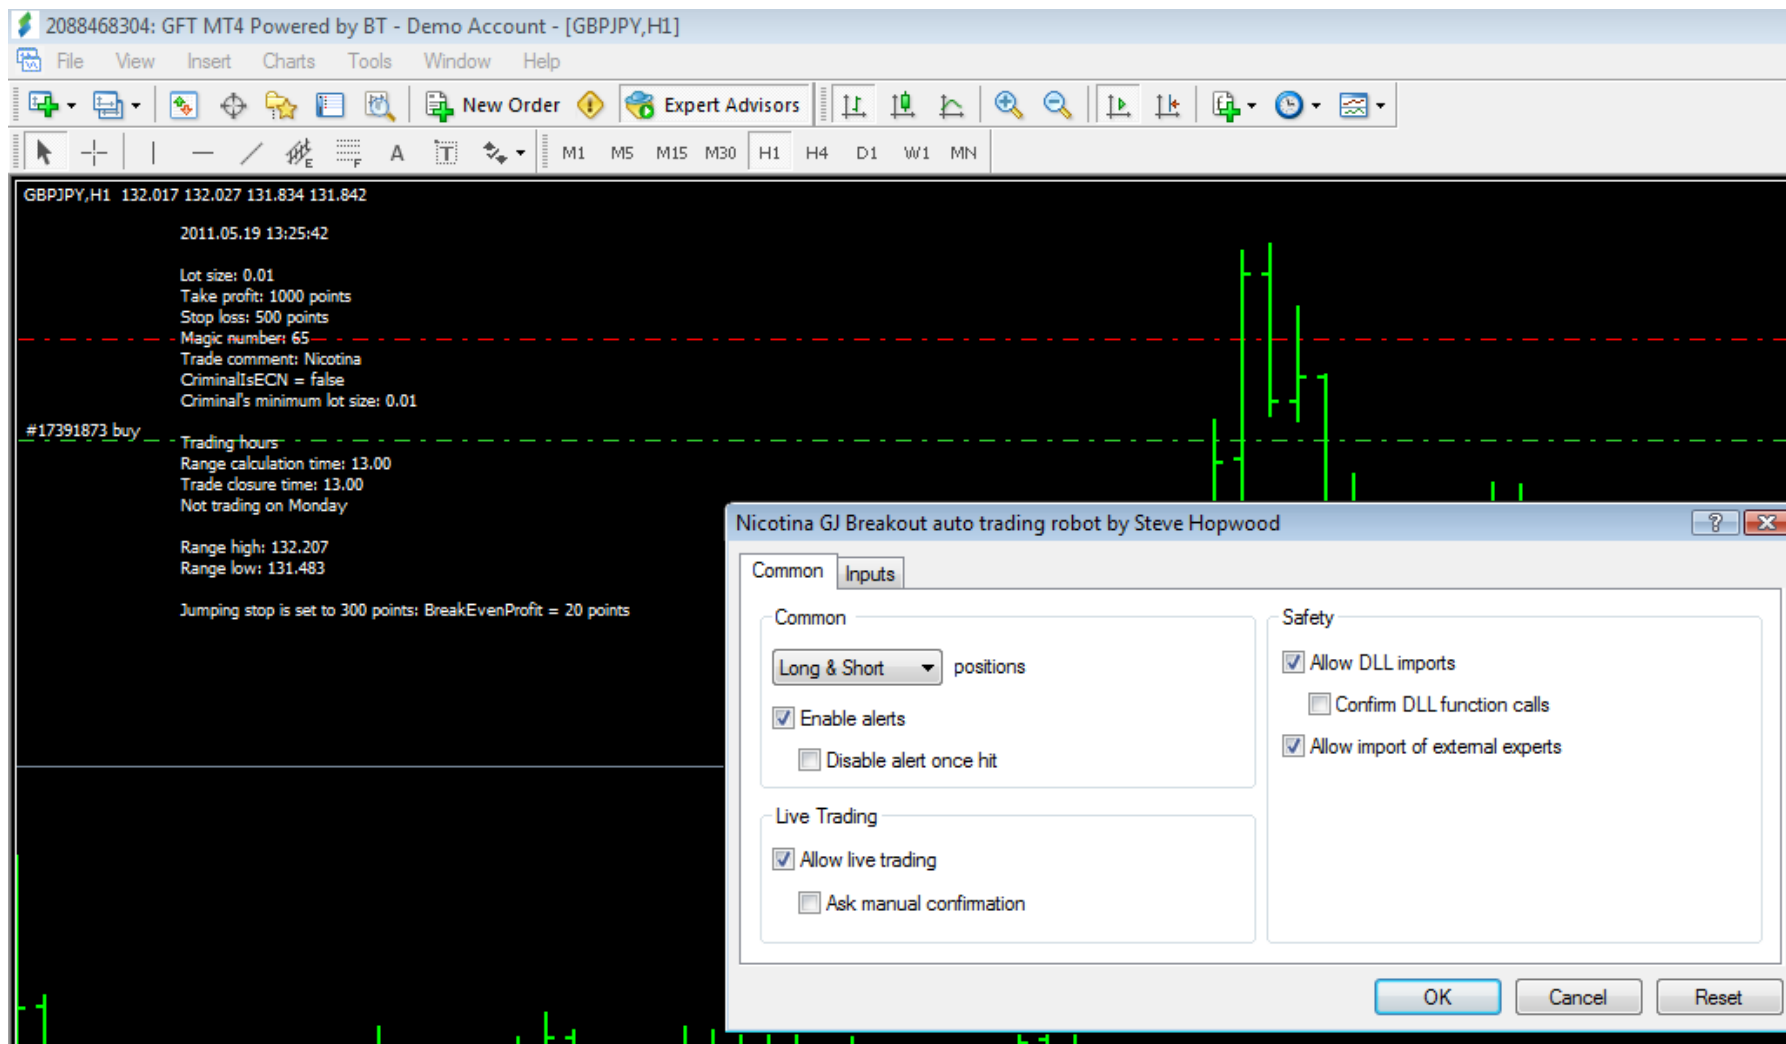 2088468304: GFT MT4 Powered by BT - Demo Account - [GBPJPY,H1]
File View Insert Charts Tools Window Help
New Order Expert Advisors
E F A T M1 M5 M15 M30 H1 H4 D1 W1 MN
GBPJPY,H1 132.017 132.027 131.834 131.842
2011.05.19 13:25:42
Lot size: 0.01
Take profit: 1000 points
Stop loss: 500 points
Magic number: 65
Trade comment: Nicotina
CriminalIsECN = false
Criminal's minimum lot size: 0.01
#17391873 buy
Trading hours
Range calculation time: 13.00
Trade closure time: 13.00
Not trading on Monday
Range high: 132.207
Range low: 131.483
Jumping stop is set to 300 points: BreakEvenProfit = 20 points
Nicotina GJ Breakout auto trading robot by Steve Hopwood
Common Inputs
Common
Long & Short positions
Enable alerts
Disable alert once hit
Live Trading
Allow live trading
Ask manual confirmation
Safety
Allow DLL imports
Confirm DLL function calls
Allow import of external experts
OK Cancel Reset